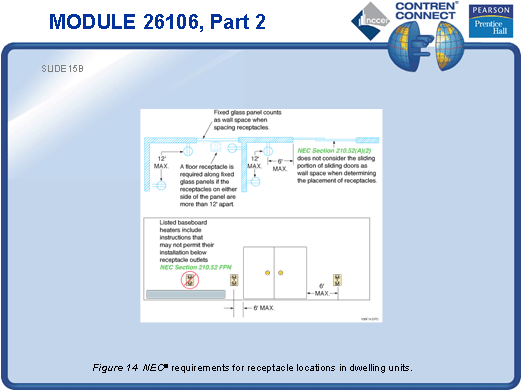 MODULE 26106, Part 2
nccer
CONTREN®
CONNECT
PEARSON
Prentice
Hall
SLIDE 15B
Fixed glass panel counts
as wall space when
spacing receptacles.
12'
MAX.
A floor receptacle is
required along fixed
glass panels if the
receptacles on either
side of the panel are
more than 12' apart.
12'
MAX.
6'
MAX.
NEC Section 210.52(A)(2)
does not consider the sliding
portion of sliding doors as
wall space when determining
the placement of receptacles.
Listed baseboard
heaters include
instructions that
may not permit their
installation below
receptacle outlets
NEC Section 210.52 FPN
6'
MAX.
6' MAX.
Figure 14 NEC® requirements for receptacle locations in dwelling units.